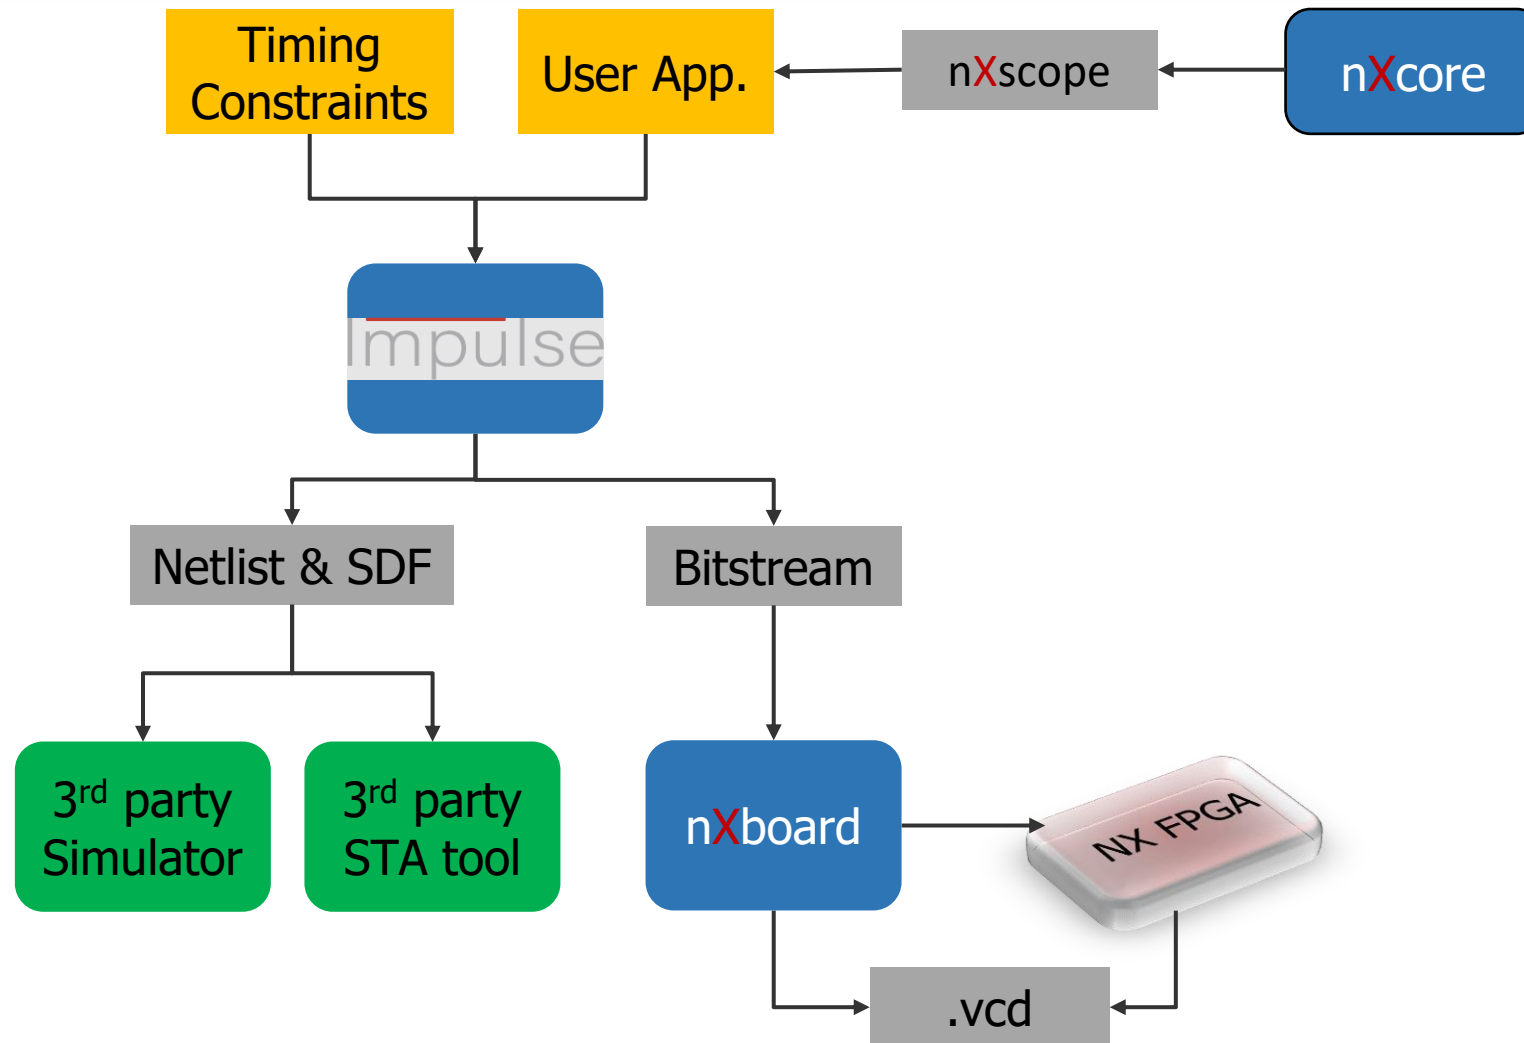 Timing
Constraints
User App.
nXscope
nXcore
Impulse
Netlist & SDF
Bitstream
3rd party
Simulator
3rd party
STA tool
nXboard
NX FPGA
.vcd